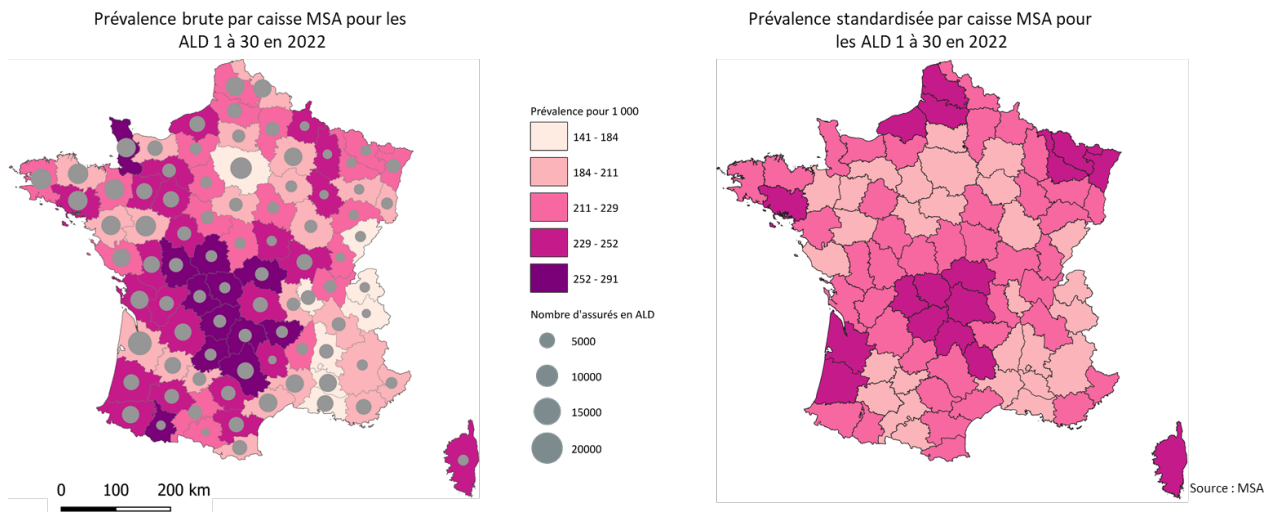 Prévalence brute par caisse MSA pour les
ALD 1 à 30 en 2022
Prévalence standardisée par caisse MSA pour
les ALD 1 à 30 en 2022
Prévalence pour 1 000
141 - 184
184 - 211
211 - 229
229 - 252
252 - 291
Nombre d'assurés en ALD
5000
10000
15000
20000
0 100 200 km
Source : MSA